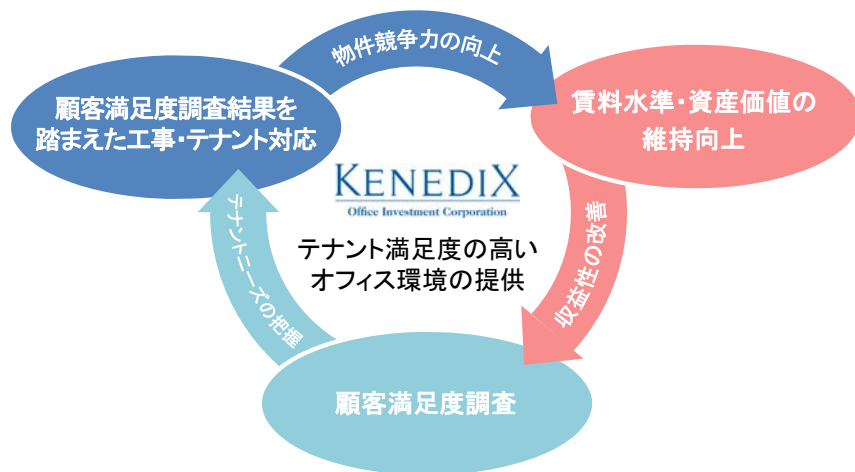 物件競争力の向上
顧客満足度調査結果を
踏まえた工事・テナント対応
賃料水準・資産価値の
維持向上
KENEDIX
Office Investment Corporation
テナント満足度の高い
オフィス環境の提供
テナントニーズの把握
収益性の改善
顧客満足度調査